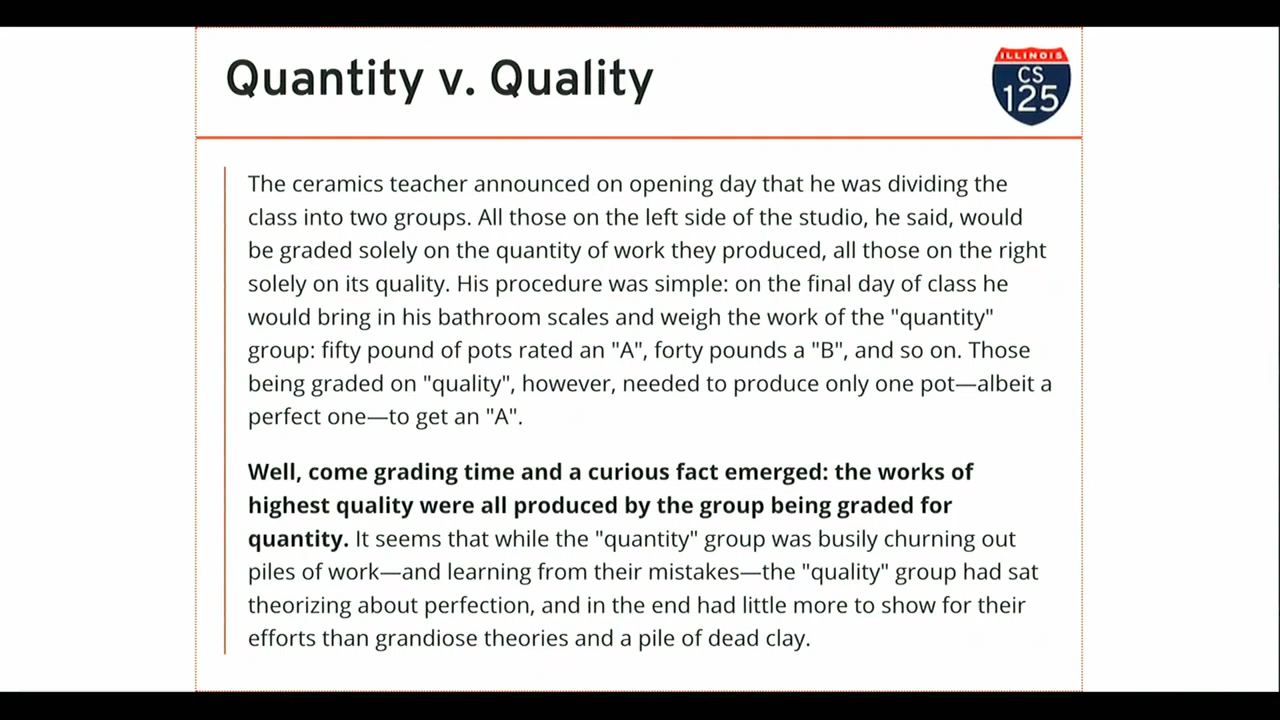 Quantity v. Quality
ILLINOIS
CS
125
The ceramics teacher announced on opening day that he was dividing the
class into two groups. All those on the left side of the studio, he said, would
be graded solely on the quantity of work they produced, all those on the right
solely on its quality. His procedure was simple: on the final day of class he
would bring in his bathroom scales and weigh the work of the "quantity"
group: fifty pound of pots rated an "A", forty pounds a "B", and so on. Those
being graded on "quality", however, needed to produce only one pot—albeit a
perfect one—to get an "A".
Well, come grading time and a curious fact emerged: the works of
highest quality were all produced by the group being graded for
quantity. It seems that while the "quantity" group was busily churning out
piles of work—and learning from their mistakes—the "quality" group had sat
theorizing about perfection, and in the end had little more to show for their
efforts than grandiose theories and a pile of dead clay.